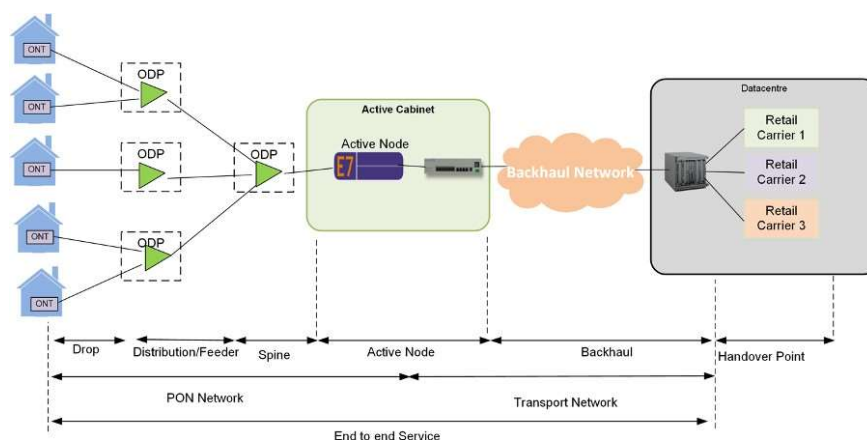 ONT
ONT
ONT
ONT
ONT
ODP
ODP
ODP
ODP
Active Cabinet
Active Node
E7
Backhaul Network
Datacentre
Retail
Carrier 1
Retail
Carrier 2
Retail
Carrier 3
Drop
Distribution/Feeder
Spine
Active Node
Backhaul
Handover Point
PON Network
Transport Network
End to end Service